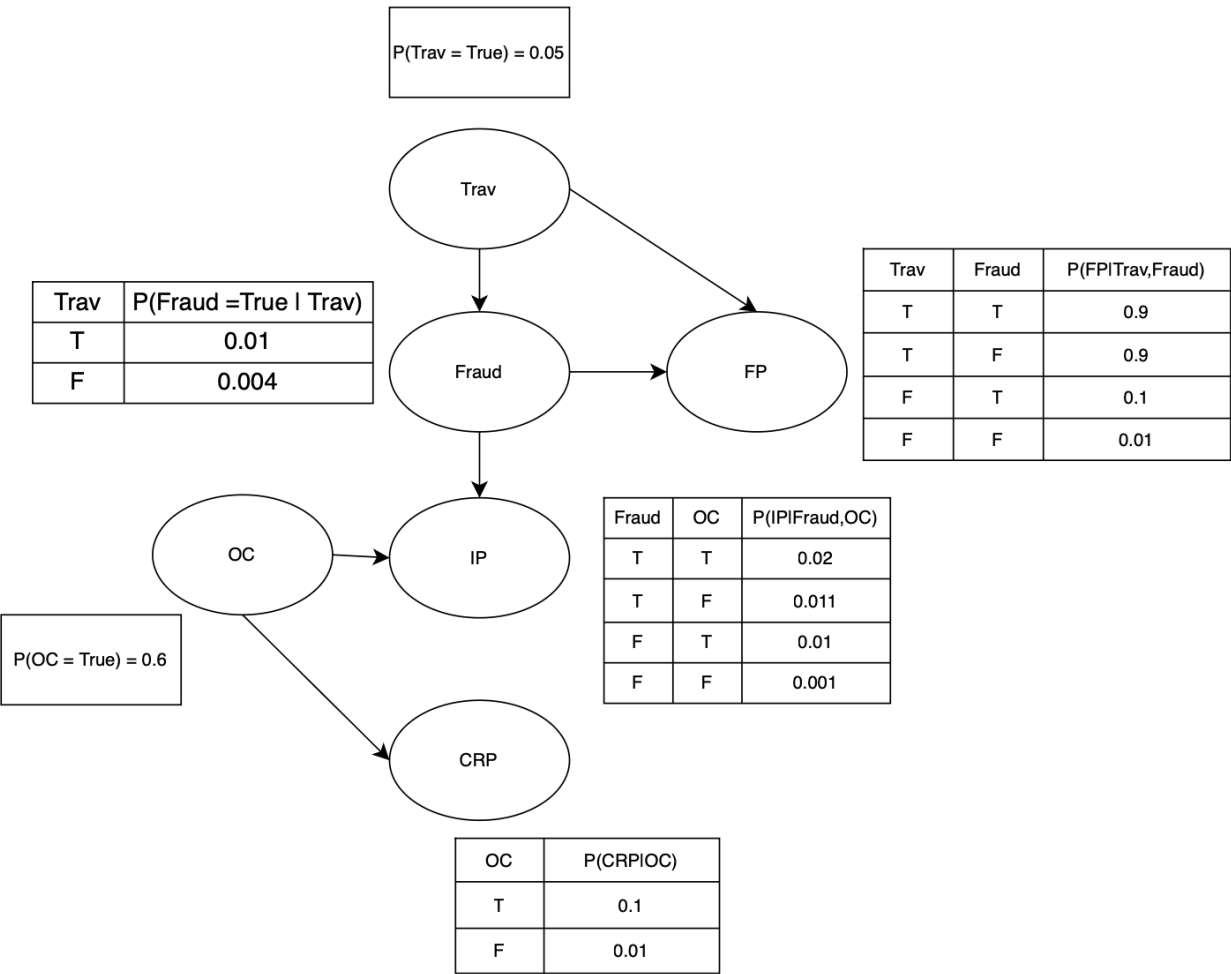 P(Trav = True) = 0.05
Trav
Trav P(Fraud =True | Trav)
T 0.01
F 0.004
Fraud
FP
Trav Fraud P(FP|Trav,Fraud)
T T 0.9
T F 0.9
F T 0.1
F F 0.01
OC
IP
Fraud OC P(IP|Fraud,OC)
T T 0.02
T F 0.011
F T 0.01
F F 0.001
P(OC = True) = 0.6
CRP
OC P(CRP|OC)
T 0.1
F 0.01